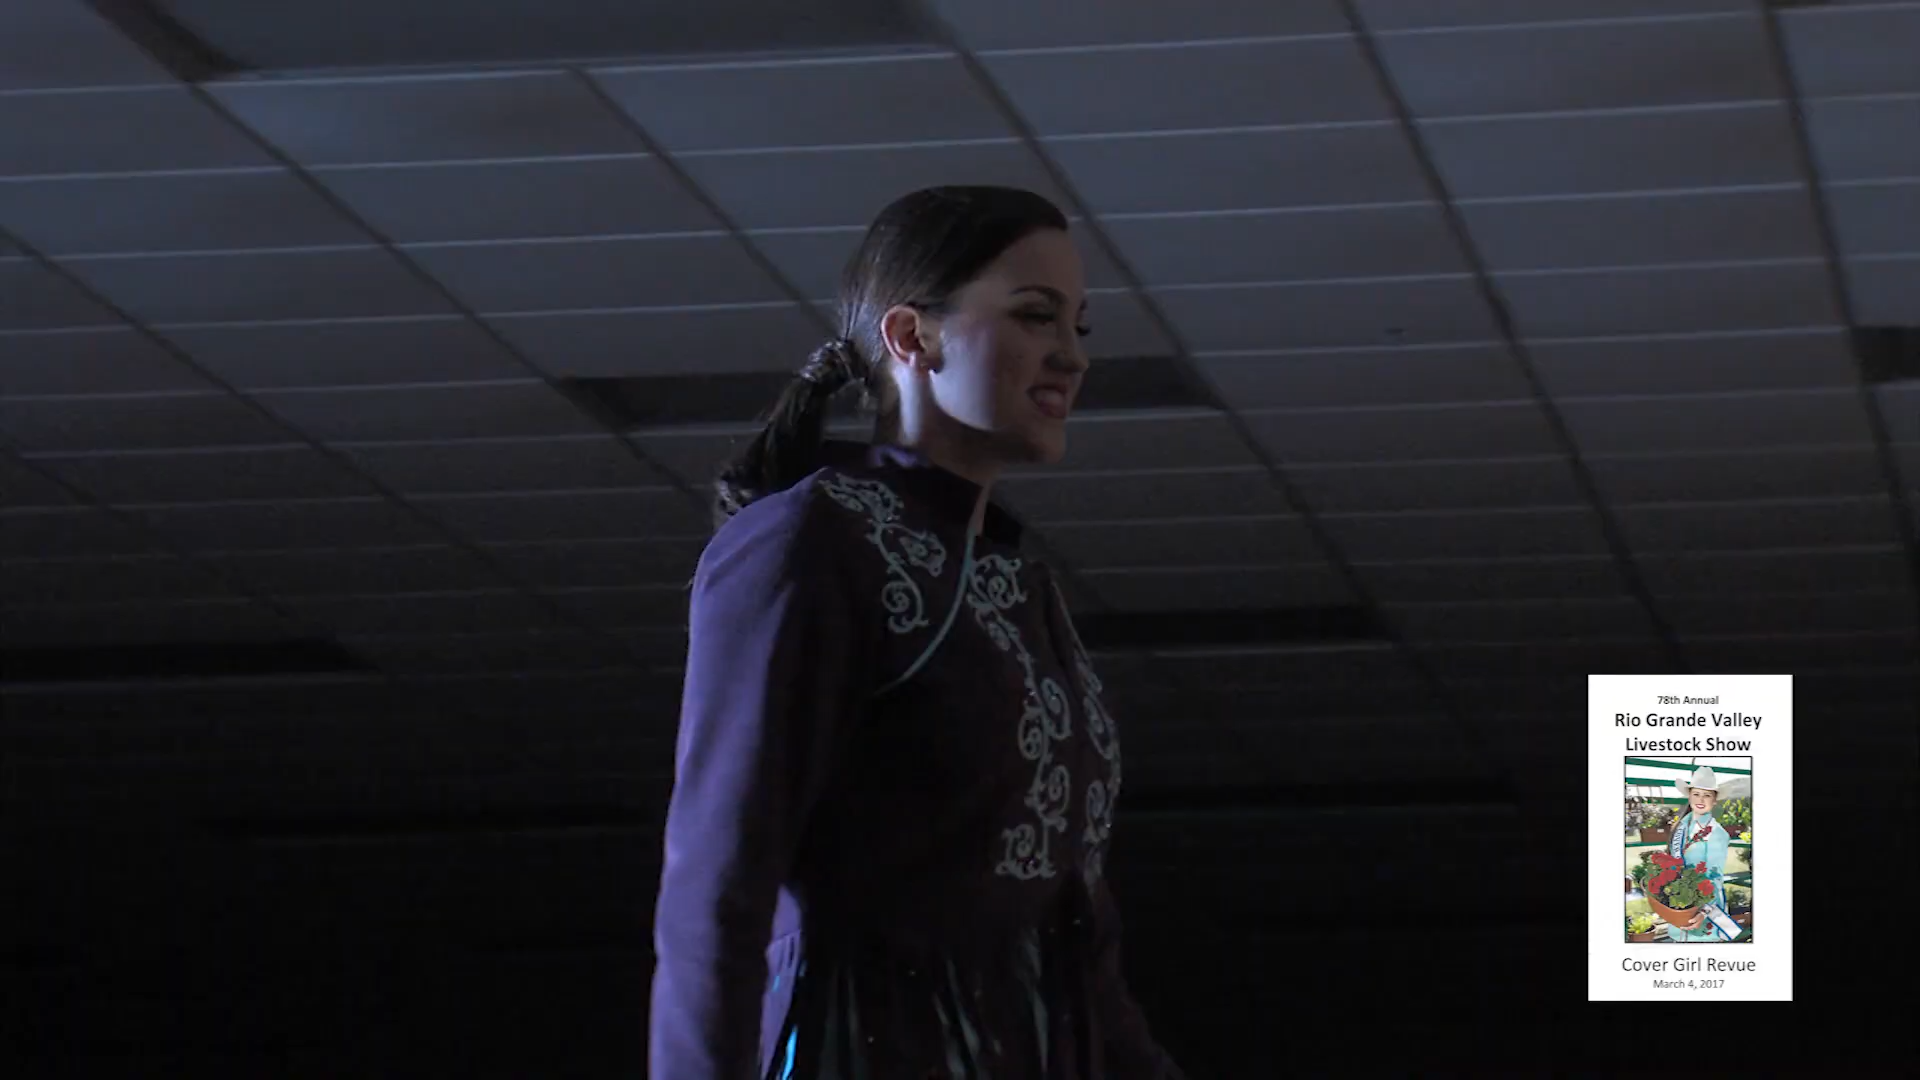 78th Annual
Rio Grande Valley
Livestock Show
Cover Girl Revue
March 4, 2017